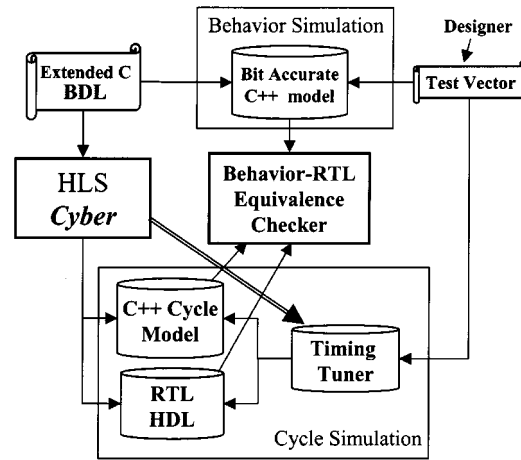 Behavior Simulation
Designer
Extended C
BDL
Bit Accurate
C++ model
Test Vector
HLS
Cyber
Behavior-RTL
Equivalence
Checker
C++ Cycle
Model
Timing
Tuner
RTL
HDL
Cycle Simulation